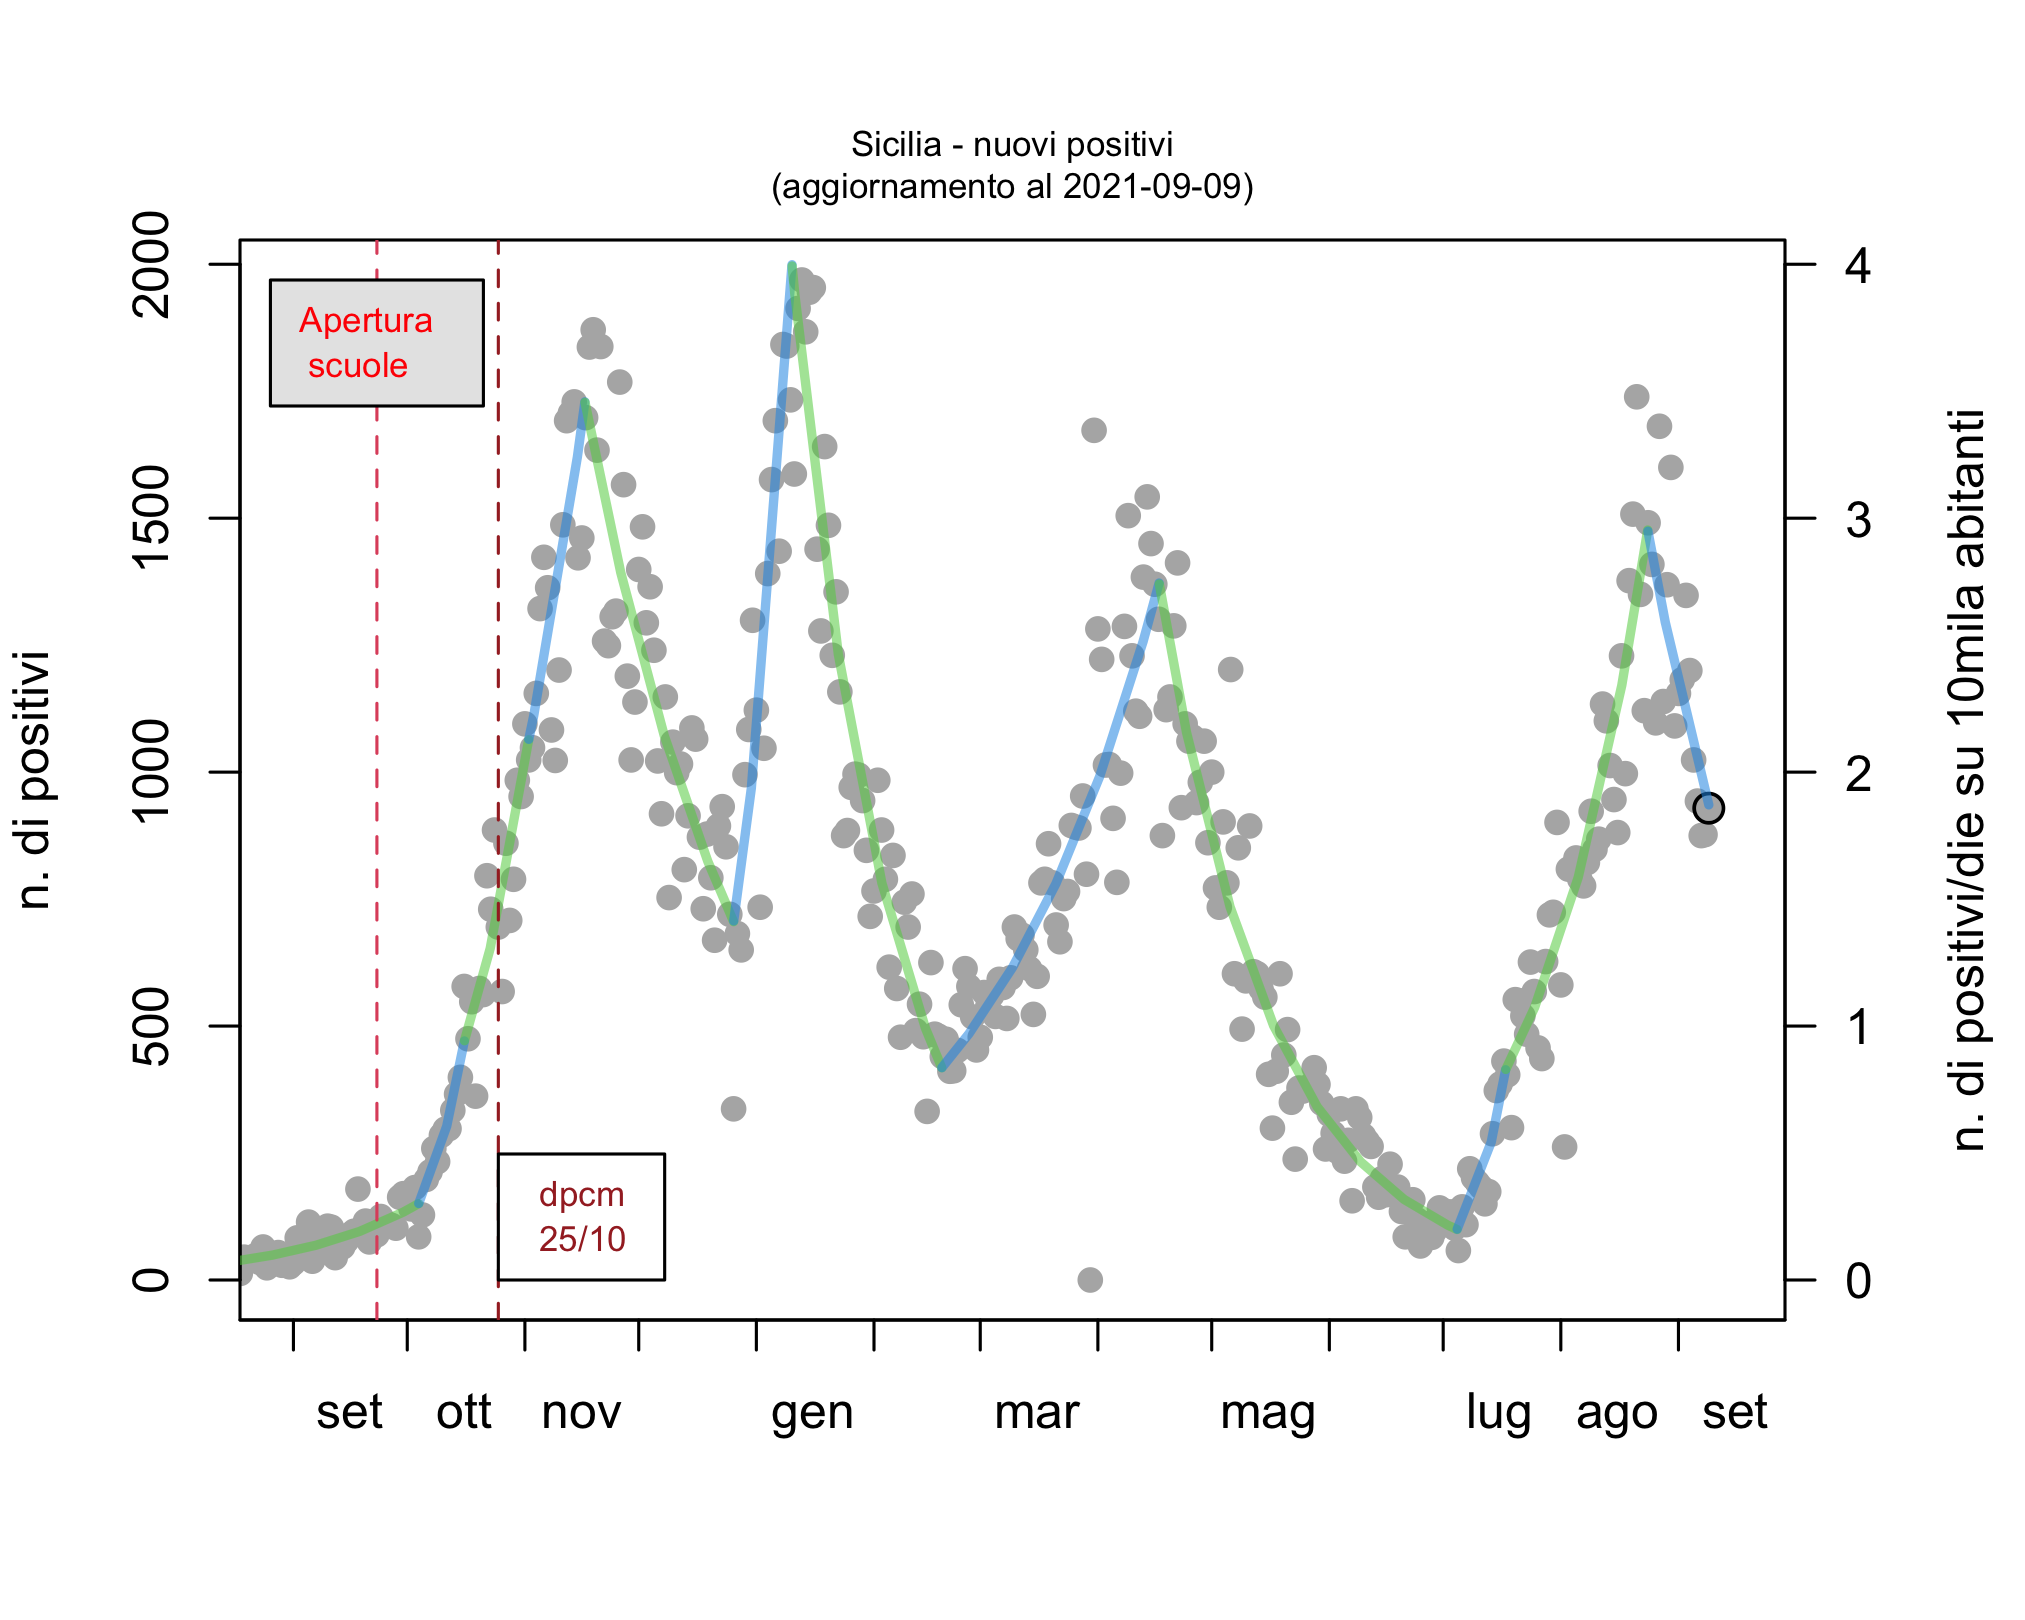 Sicilia - nuovi positivi
(aggiornamento al 2021-09-09)
n. di positivi
0
500
1000
1500
2000
Apertura
scuole
dpcm
25/10
n. di positivi/die su 10mila abitanti
0
1
2
3
4
set ott nov gen mar mag lug ago set